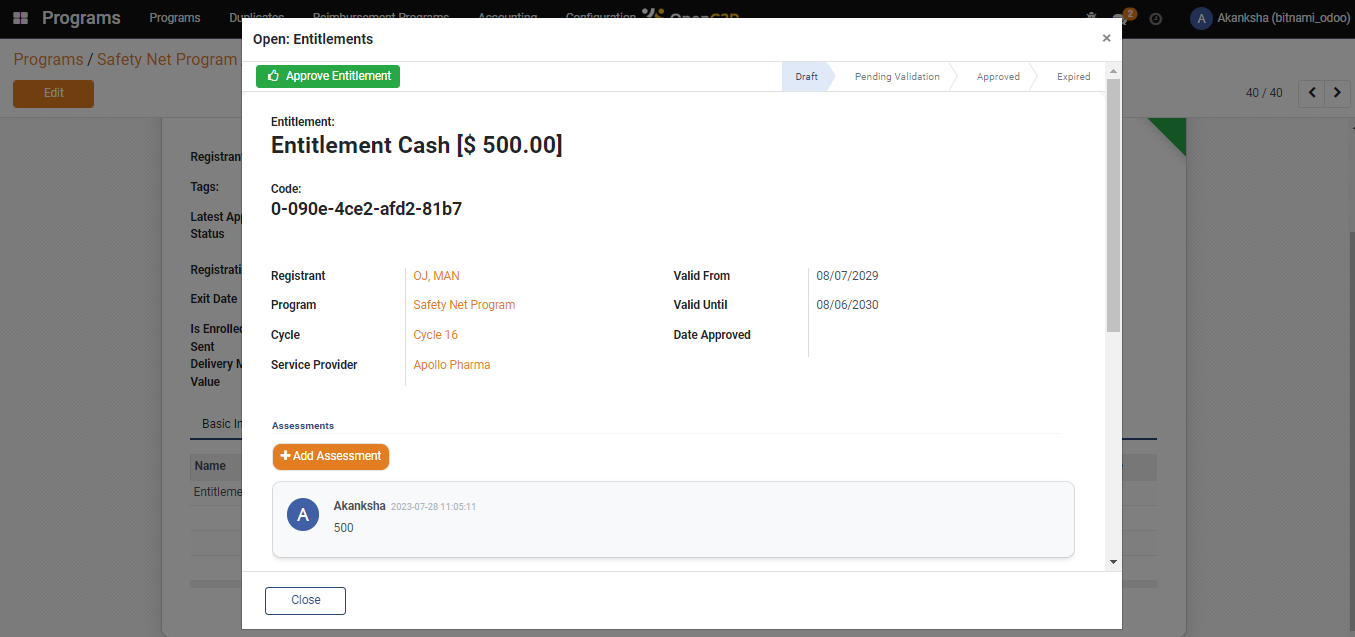 Programs Programs Duplicates Reimbursement Programs Accounting Configuration OpenG2P 2 A Akanksha (bitnami_odoo)
Programs / Safety Net Program
Edit
40 / 40
Open: Entitlements ×
Approve Entitlement
Draft Pending Validation Approved Expired
Entitlement:
Entitlement Cash [$ 500.00]
Code:
0-090e-4ce2-afd2-81b7
Registrant OJ, MAN Valid From 08/07/2029
Program Safety Net Program Valid Until 08/06/2030
Cycle Cycle 16 Date Approved
Service Provider Apollo Pharma
Assessments
+ Add Assessment
A Akanksha 2023-07-28 11:05:11
500
Close
Registran
Tags:
Latest App
Status
Registrati
Exit Date
Is Enrolled
Sent
Delivery M
Value
Basic In
Name
Entitleme